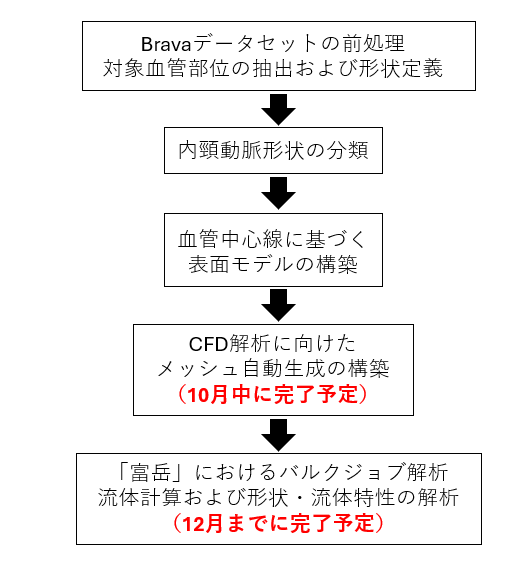 Bravaデータセットの前処理
対象血管部位の抽出および形状定義
内頸動脈形状の分類
血管中心線に基づく
表面モデルの構築
CFD解析に向けた
メッシュ自動生成の構築
（10月中に完了予定）
「富岳」におけるバルクジョブ解析
流体計算および形状・流体特性の解析
（12月までに完了予定）